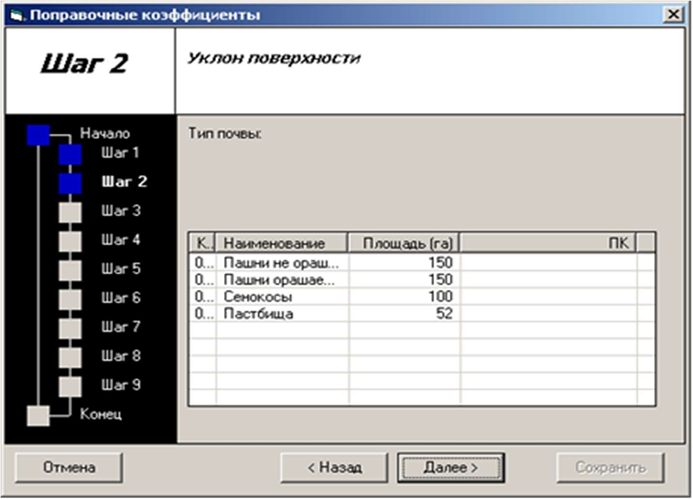 Поправочные коэффициенты
Шаг 2
Уклон поверхности
Начало
Шаг 1
Шаг 2
Шаг 3
Шаг 4
Шаг 5
Шаг 6
Шаг 7
Шаг 8
Шаг 9
Конец
Тип почвы:
К.. Наименование Площадь (га) ПК
0... Пашни не ораш... 150
0... Пашни орашае... 150
0... Сенокосы 100
0... Пастбища 52
Отмена < Назад Далее > Сохранить